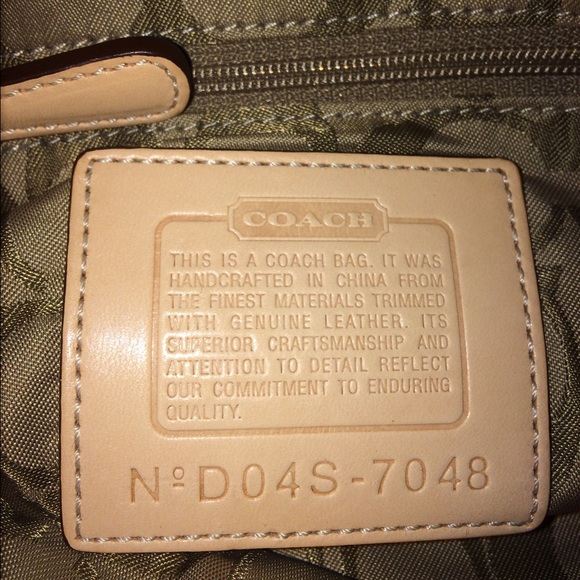 COACH
THIS IS A COACH BAG. IT WAS
HANDCRAFTED IN CHINA FROM
THE FINEST MATERIALS TRIMMED
WITH GENUINE LEATHER. ITS
SUPERIOR CRAFTSMANSHIP AND
ATTENTION TO DETAIL REFLECT
OUR COMMITMENT TO ENDURING
QUALITY.
Nº D04S-7048